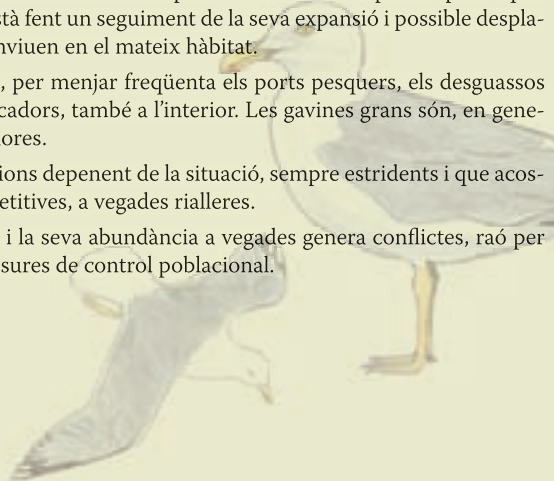 stà fent un seguiment de la seva expansió i possible despla-
nviuen en el mateix hàbitat.
, per menjar freqüenta els ports pesquers, els desguassos
cadors, també a l’interior. Les gavines grans són, en gene-
ores.
ions depenent de la situació, sempre estridents i que acos-
etitives, a vegades rialleres.
i la seva abundància a vegades genera conflictes, raó per
sures de control poblacional.